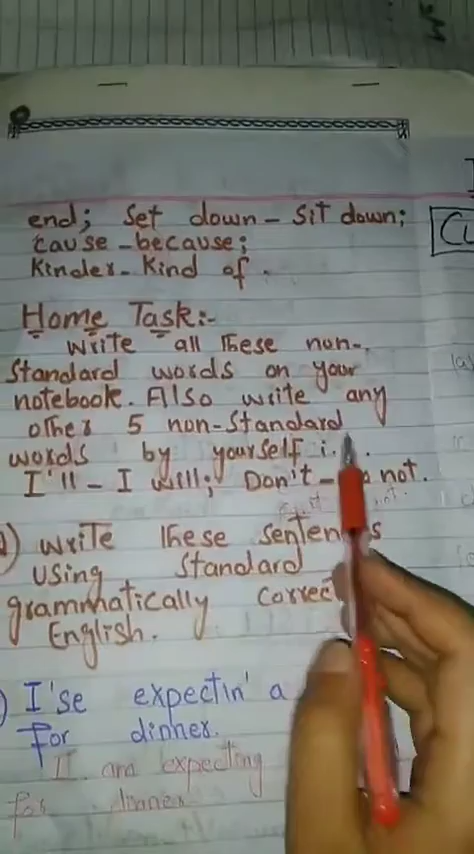 end; Set down - Sit down;
'cause - because;
Kinder - Kind of.
Home Task:-
Write all these non-
Standard words on your
notebook. Also write any
other 5 non-Standard
words by yourself i.
I'll - I will; Don't - not.
write these sentences
using Standard
grammatically correct
English.
I'se expectin' a
for dinner.
I am expecting
for dinner